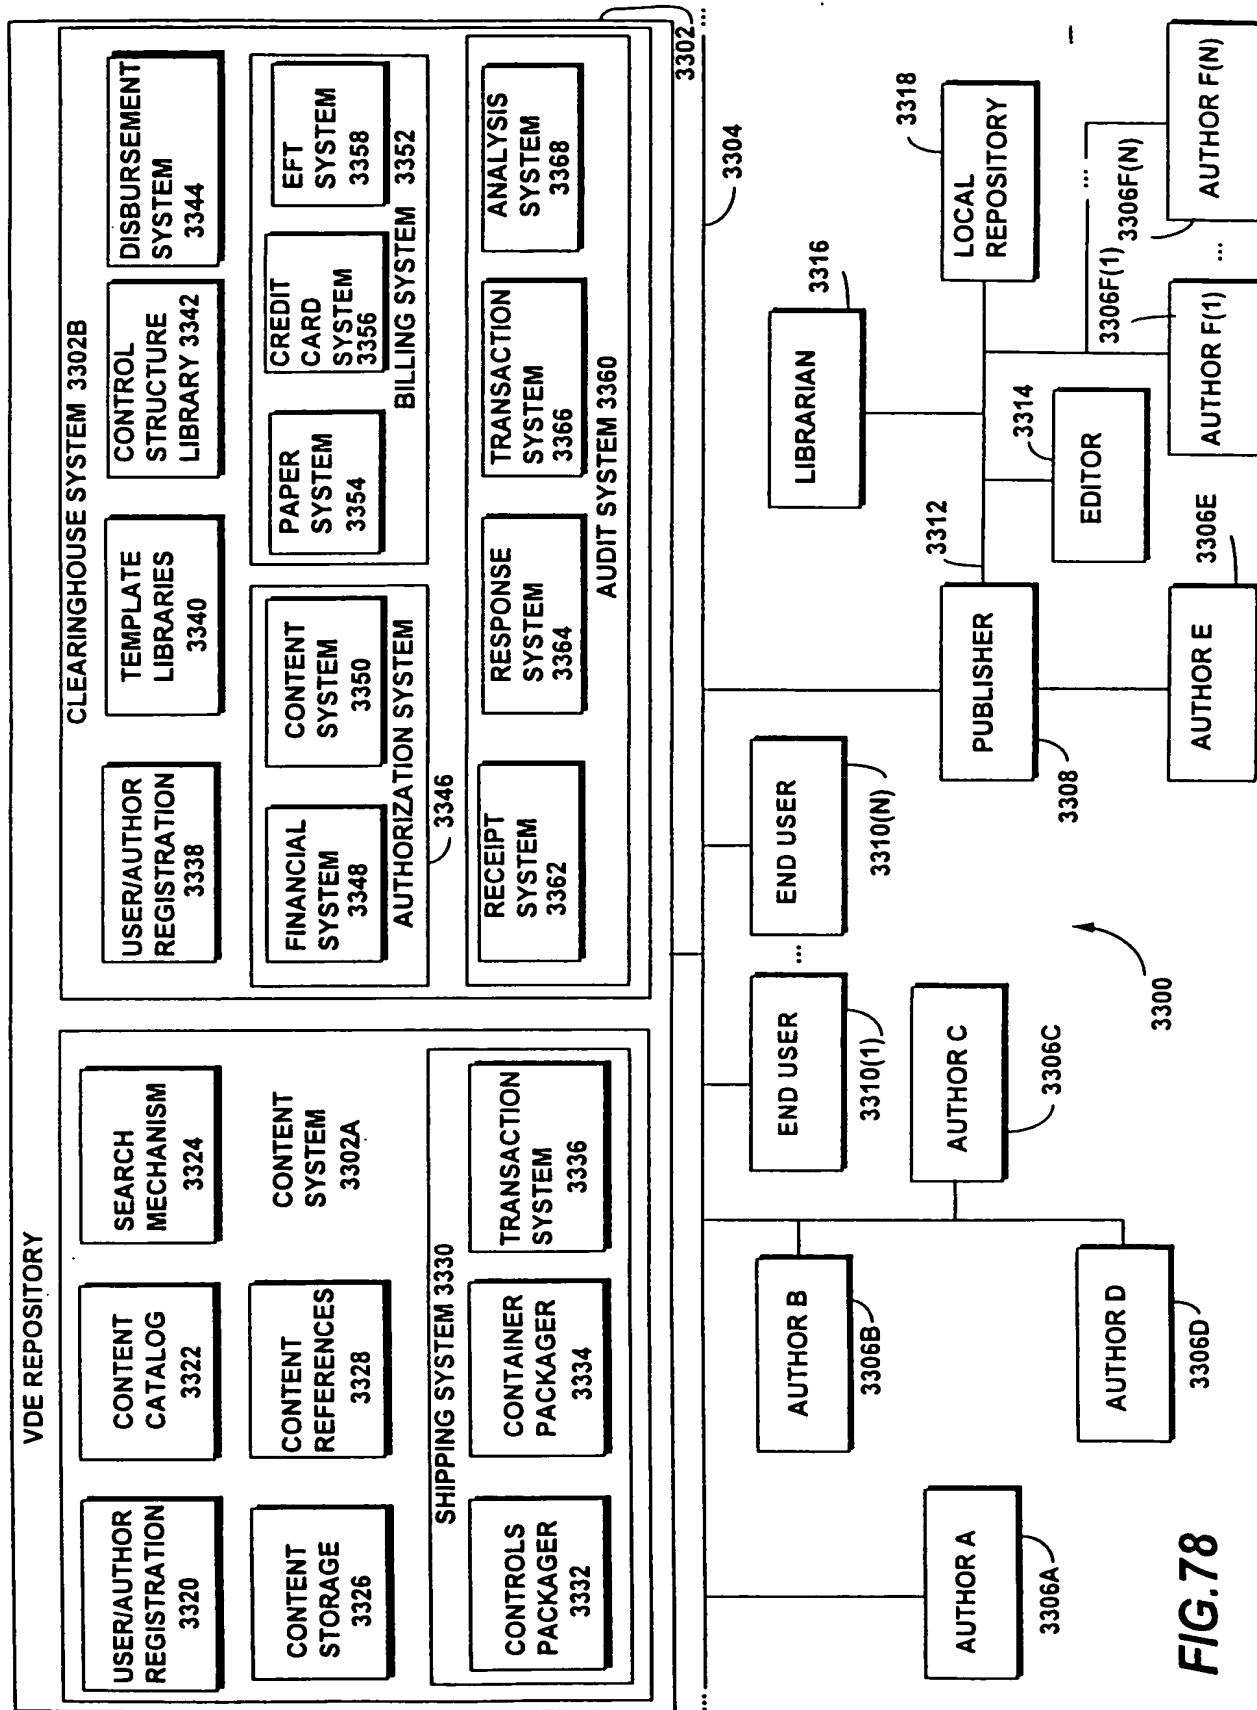 VDE REPOSITORY
USER/AUTHOR
REGISTRATION
3320
CONTENT
CATALOG
3322
SEARCH
MECHANISM
3324
CONTENT
STORAGE
3326
CONTENT
REFERENCES
3328
CONTENT
SYSTEM
3302A
SHIPPING SYSTEM 3330
CONTROLS
PACKAGER
3332
CONTAINER
PACKAGER
3334
TRANSACTION
SYSTEM
3336
CLEARINGHOUSE SYSTEM 3302B
USER/AUTHOR
REGISTRATION
3338
TEMPLATE
LIBRARIES
3340
CONTROL
STRUCTURE
LIBRARY 3342
DISBURSEMENT
SYSTEM
3344
FINANCIAL
SYSTEM
3348
CONTENT
SYSTEM
3350
AUTHORIZATION SYSTEM
3346
PAPER
SYSTEM
3354
CREDIT
CARD
SYSTEM
3356
EFT
SYSTEM
3358
BILLING SYSTEM 3352
RECEIPT
SYSTEM
3362
RESPONSE
SYSTEM
3364
TRANSACTION
SYSTEM
3366
ANALYSIS
SYSTEM
3368
AUDIT SYSTEM 3360
3302
...
...
3304
AUTHOR A
3306A
AUTHOR B
3306B
AUTHOR C
3306C
AUTHOR D
3306D
END USER
3310(1)
...
END USER
3310(N)
3300
PUBLISHER
3308
3312
AUTHOR E
3306E
EDITOR
3314
LIBRARIAN
3316
LOCAL
REPOSITORY
3318
...
AUTHOR F(1)
3306F(1)
...
AUTHOR F(N)
3306F(N)
FIG.78